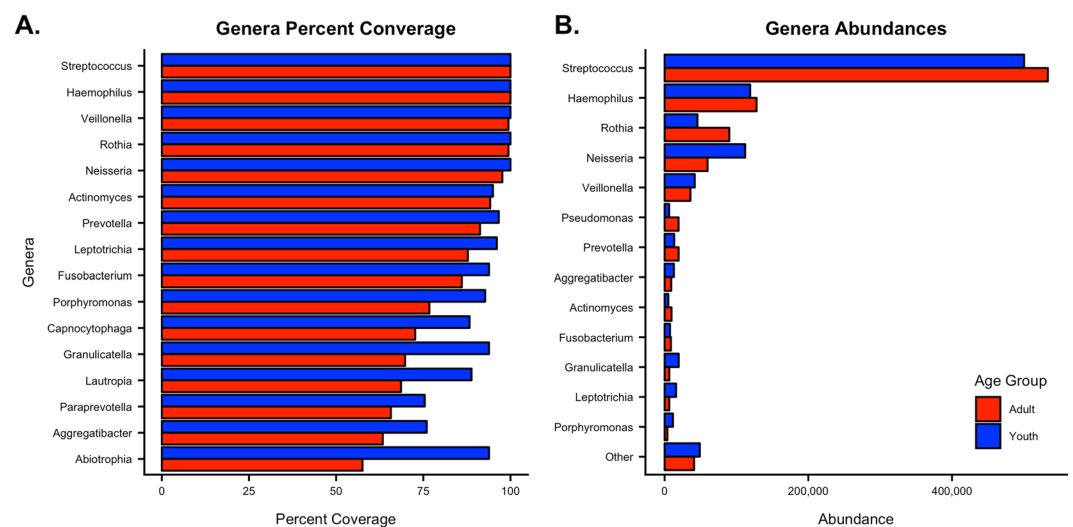 A.
Genera Percent Converage
Genera
Streptococcus
Haemophilus
Veillonella
Rothia
Neisseria
Actinomyces
Prevotella
Leptotrichia
Fusobacterium
Porphyromonas
Capnocytophaga
Granulicatella
Lautropia
Paraprevotella
Aggregatibacter
Abiotrophia
0 25 50 75 100
Percent Coverage
B.
Genera Abundances
Streptococcus
Haemophilus
Rothia
Neisseria
Veillonella
Pseudomonas
Prevotella
Aggregatibacter
Actinomyces
Fusobacterium
Granulicatella
Leptotrichia
Porphyromonas
Other
0 200,000 400,000
Abundance
Age Group
Adult
Youth